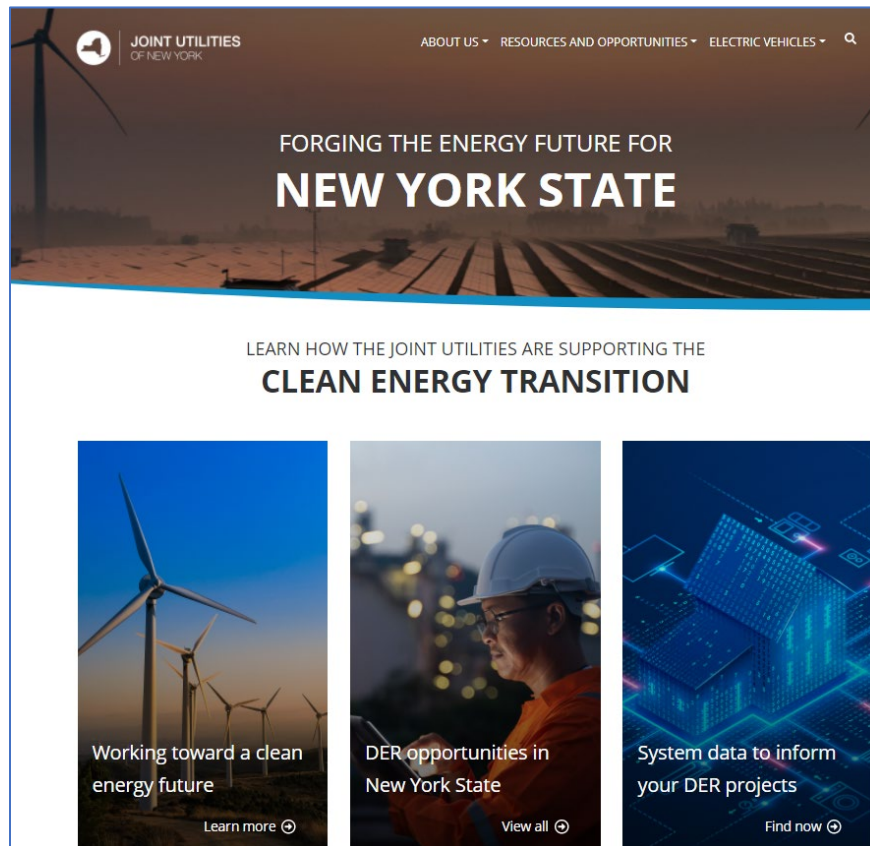 JOINT UTILITIES
OF NEW YORK
ABOUT US RESOURCES AND OPPORTUNITIES ELECTRIC VEHICLES
FORGING THE ENERGY FUTURE FOR
NEW YORK STATE
LEARN HOW THE JOINT UTILITIES ARE SUPPORTING THE
CLEAN ENERGY TRANSITION
Working toward a clean
energy future
Learn more
DER opportunities in
New York State
View all
System data to inform
your DER projects
Find now